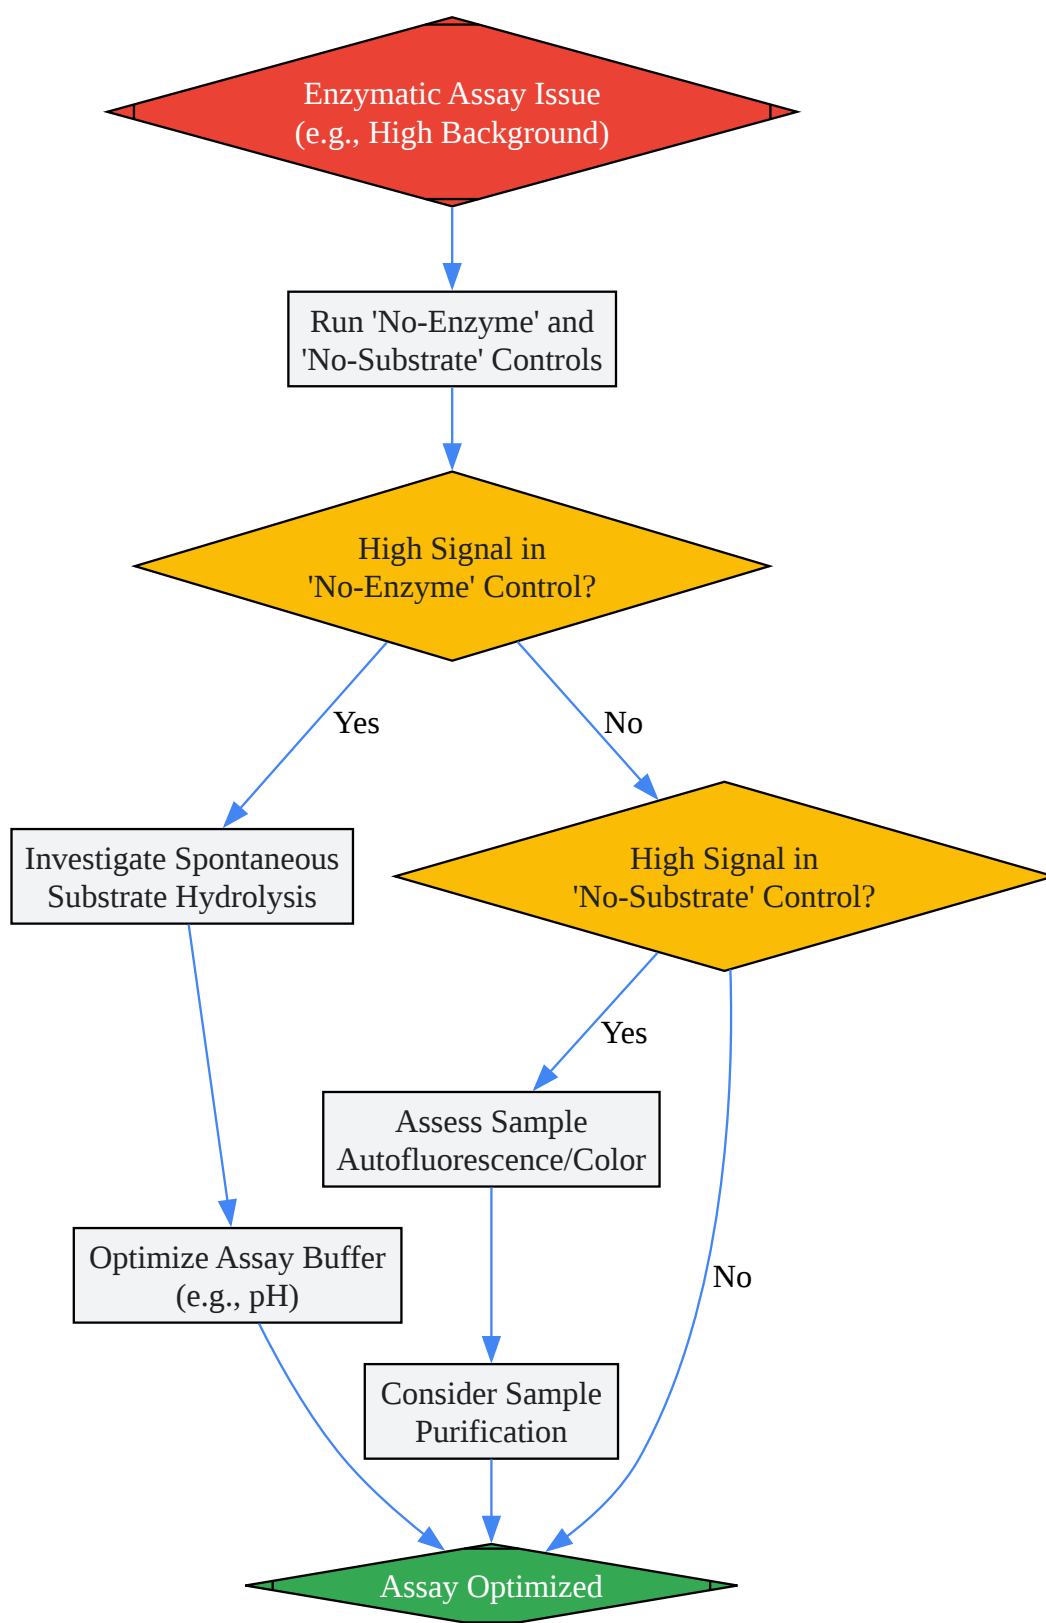 Enzymatic Assay Issue
(e.g., High Background)
Run 'No-Enzyme' and
'No-Substrate' Controls
High Signal in
'No-Enzyme' Control?
Yes
No
Investigate Spontaneous
Substrate Hydrolysis
High Signal in
'No-Substrate' Control?
Yes
Assess Sample
Autofluorescence/Color
Optimize Assay Buffer
(e.g., pH)
No
Consider Sample
Purification
Assay Optimized